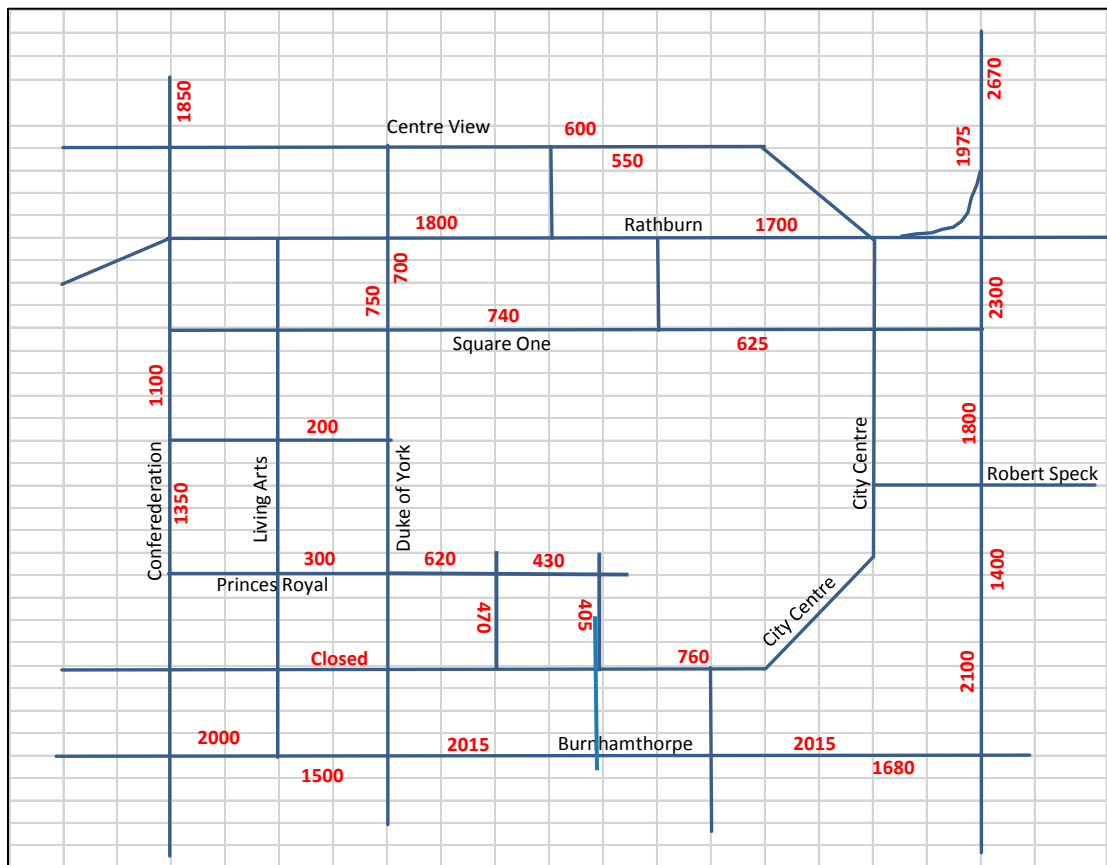 2670
1850
Centre View
600
550
1975
1800
Rathburn
1700
700
750
740
Square One
625
2300
1100
200
1800
Conferederation
1350
Living Arts
Duke of York
City Centre
Robert Speck
300
620
430
Princes Royal
1400
470
405
City Centre
Closed
760
2100
2000
2015
Burnhamthorpe
2015
1500
1680